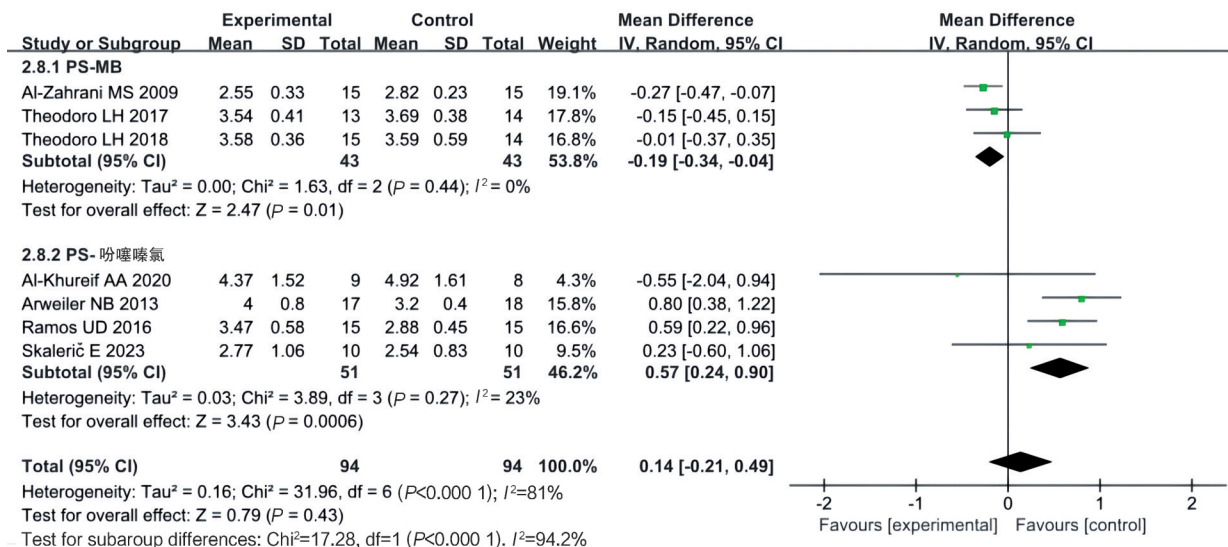 Experimental Control Mean Difference Mean Difference
Study or Subgroup Mean SD Total Mean SD Total Weight IV, Random, 95% CI IV, Random, 95% CI
2.8.1 PS-MB
Al-Zahrani MS 2009 2.55 0.33 15 2.82 0.23 15 19.1% -0.27 [-0.47, -0.07]
Theodoro LH 2017 3.54 0.41 13 3.69 0.38 14 17.8% -0.15 [-0.45, 0.15]
Theodoro LH 2018 3.58 0.36 15 3.59 0.59 14 16.8% -0.01 [-0.37, 0.35]
Subtotal (95% CI) 43 43 53.8% -0.19 [-0.34, -0.04]
Heterogeneity: Tau² = 0.00; Chi² = 1.63, df = 2 (P = 0.44); I² = 0%
Test for overall effect: Z = 2.47 (P = 0.01)
2.8.2 PS-吩噻嗪氯
Al-Khureif AA 2020 4.37 1.52 9 4.92 1.61 8 4.3% -0.55 [-2.04, 0.94]
Arweiler NB 2013 4 0.8 17 3.2 0.4 18 15.8% 0.80 [0.38, 1.22]
Ramos UD 2016 3.47 0.58 15 2.88 0.45 15 16.6% 0.59 [0.22, 0.96]
Skalerič E 2023 2.77 1.06 10 2.54 0.83 10 9.5% 0.23 [-0.60, 1.06]
Subtotal (95% CI) 51 51 46.2% 0.57 [0.24, 0.90]
Heterogeneity: Tau² = 0.03; Chi² = 3.89, df = 3 (P = 0.27); I² = 23%
Test for overall effect: Z = 3.43 (P = 0.0006)
Total (95% CI) 94 94 100.0% 0.14 [-0.21, 0.49]
Heterogeneity: Tau² = 0.16; Chi² = 31.96, df = 6 (P<0.000 1); I²=81%
Test for overall effect: Z = 0.79 (P = 0.43)
Test for subgroup differences: Chi²=17.28, df=1 (P<0.000 1). I²=94.2%
-2 -1 0 1 2
Favours [experimental] Favours [control]